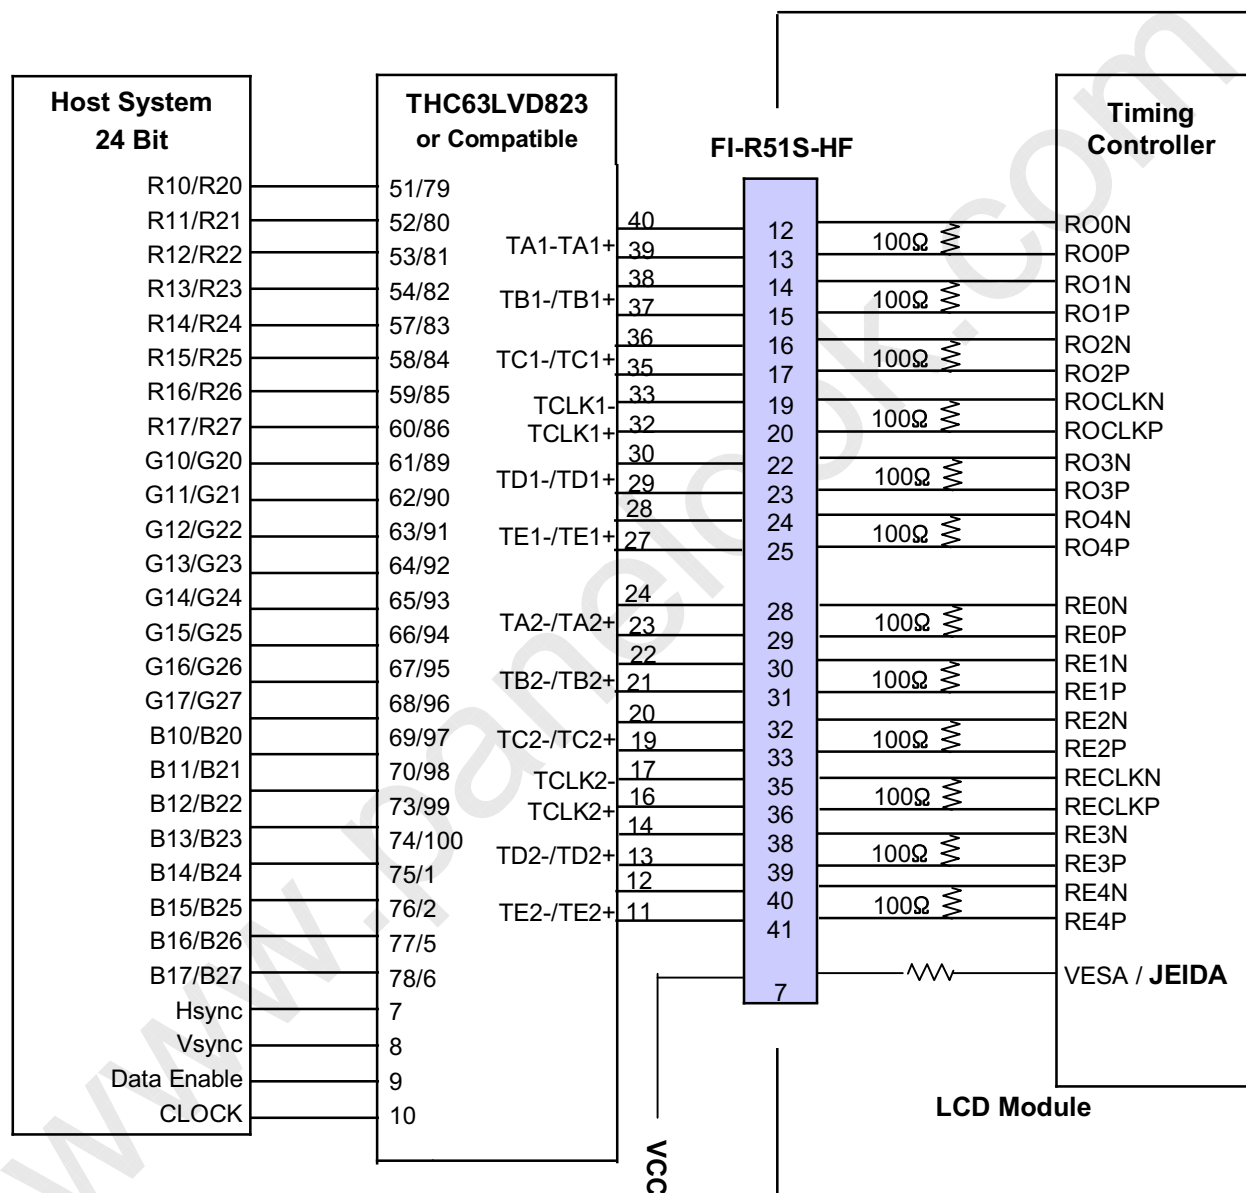 Host System
24 Bit
R10/R20
R11/R21
R12/R22
R13/R23
R14/R24
R15/R25
R16/R26
R17/R27
G10/G20
G11/G21
G12/G22
G13/G23
G14/G24
G15/G25
G16/G26
G17/G27
B10/B20
B11/B21
B12/B22
B13/B23
B14/B24
B15/B25
B16/B26
B17/B27
Hsync
Vsync
Data Enable
CLOCK
THC63LVD823
or Compatible
51/79
52/80
53/81
54/82
57/83
58/84
59/85
60/86
61/89
62/90
63/91
64/92
65/93
66/94
67/95
68/96
69/97
70/98
73/99
74/100
75/1
76/2
77/5
78/6
7
8
9
10
TA1-TA1+
TB1-/TB1+
TC1-/TC1+
TCLK1-
TCLK1+
TD1-/TD1+
TE1-/TE1+
TA2-/TA2+
TB2-/TB2+
TC2-/TC2+
TCLK2-
TCLK2+
TD2-/TD2+
TE2-/TE2+
40
39
38
37
36
35
33
32
30
29
28
27
24
23
22
21
20
19
17
16
14
13
12
11
FI-R51S-HF
12
13
14
15
16
17
19
20
22
23
24
25
28
29
30
31
32
33
35
36
38
39
40
41
7
VCC
100Ω
100Ω
100Ω
100Ω
100Ω
100Ω
100Ω
100Ω
100Ω
100Ω
100Ω
100Ω
Timing
Controller
RO0N
RO0P
RO1N
RO1P
RO2N
RO2P
ROCLKN
ROCLKP
RO3N
RO3P
RO4N
RO4P
RE0N
RE0P
RE1N
RE1P
RE2N
RE2P
RECLKN
RECLKP
RE3N
RE3P
RE4N
RE4P
VESA / JEIDA
LCD Module
www.panelook.com